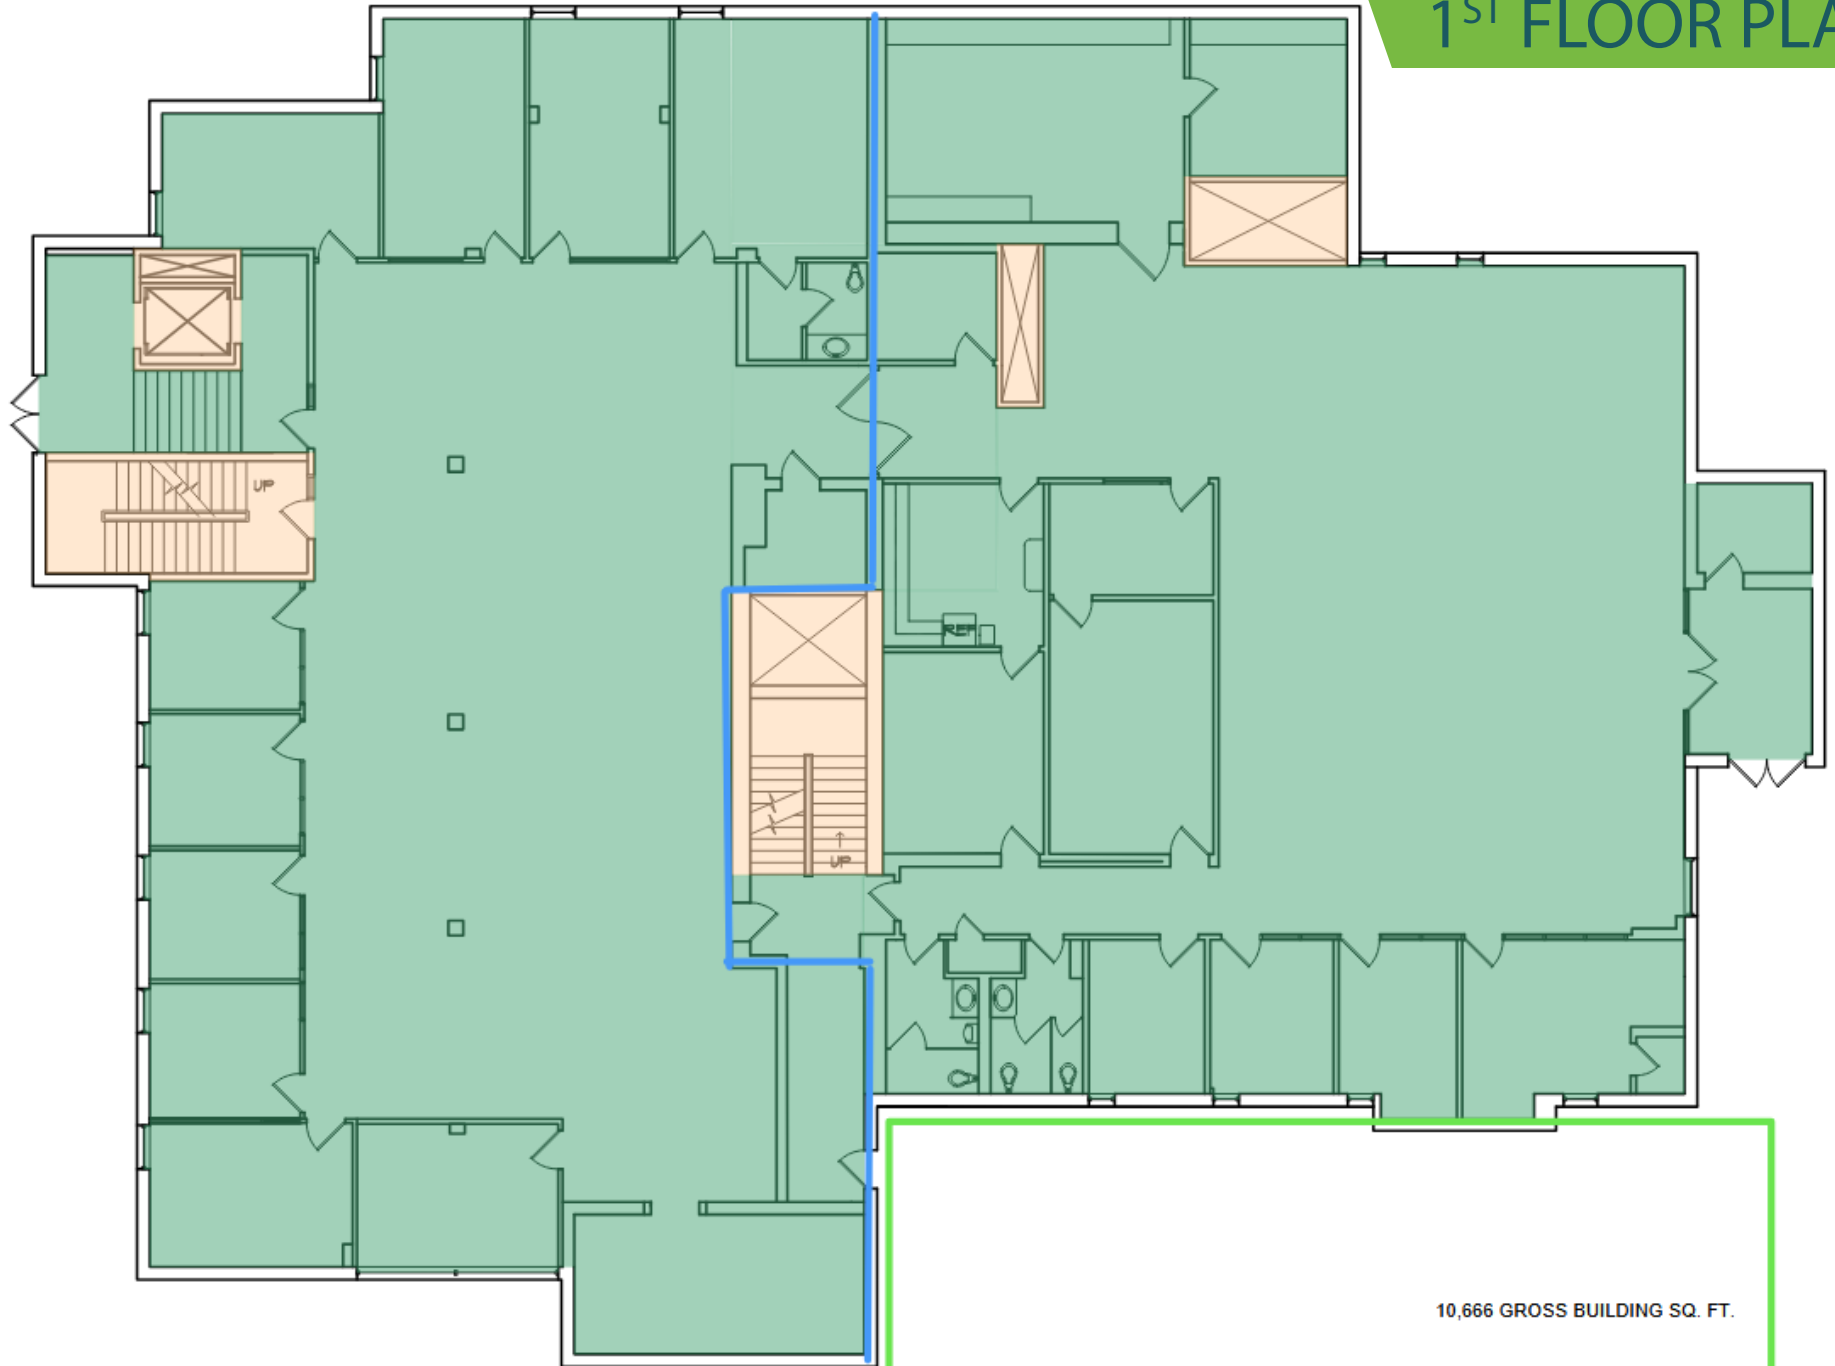 1ST FLOOR PLA
UP
REF
UP
10,666 GROSS BUILDING SQ. FT.